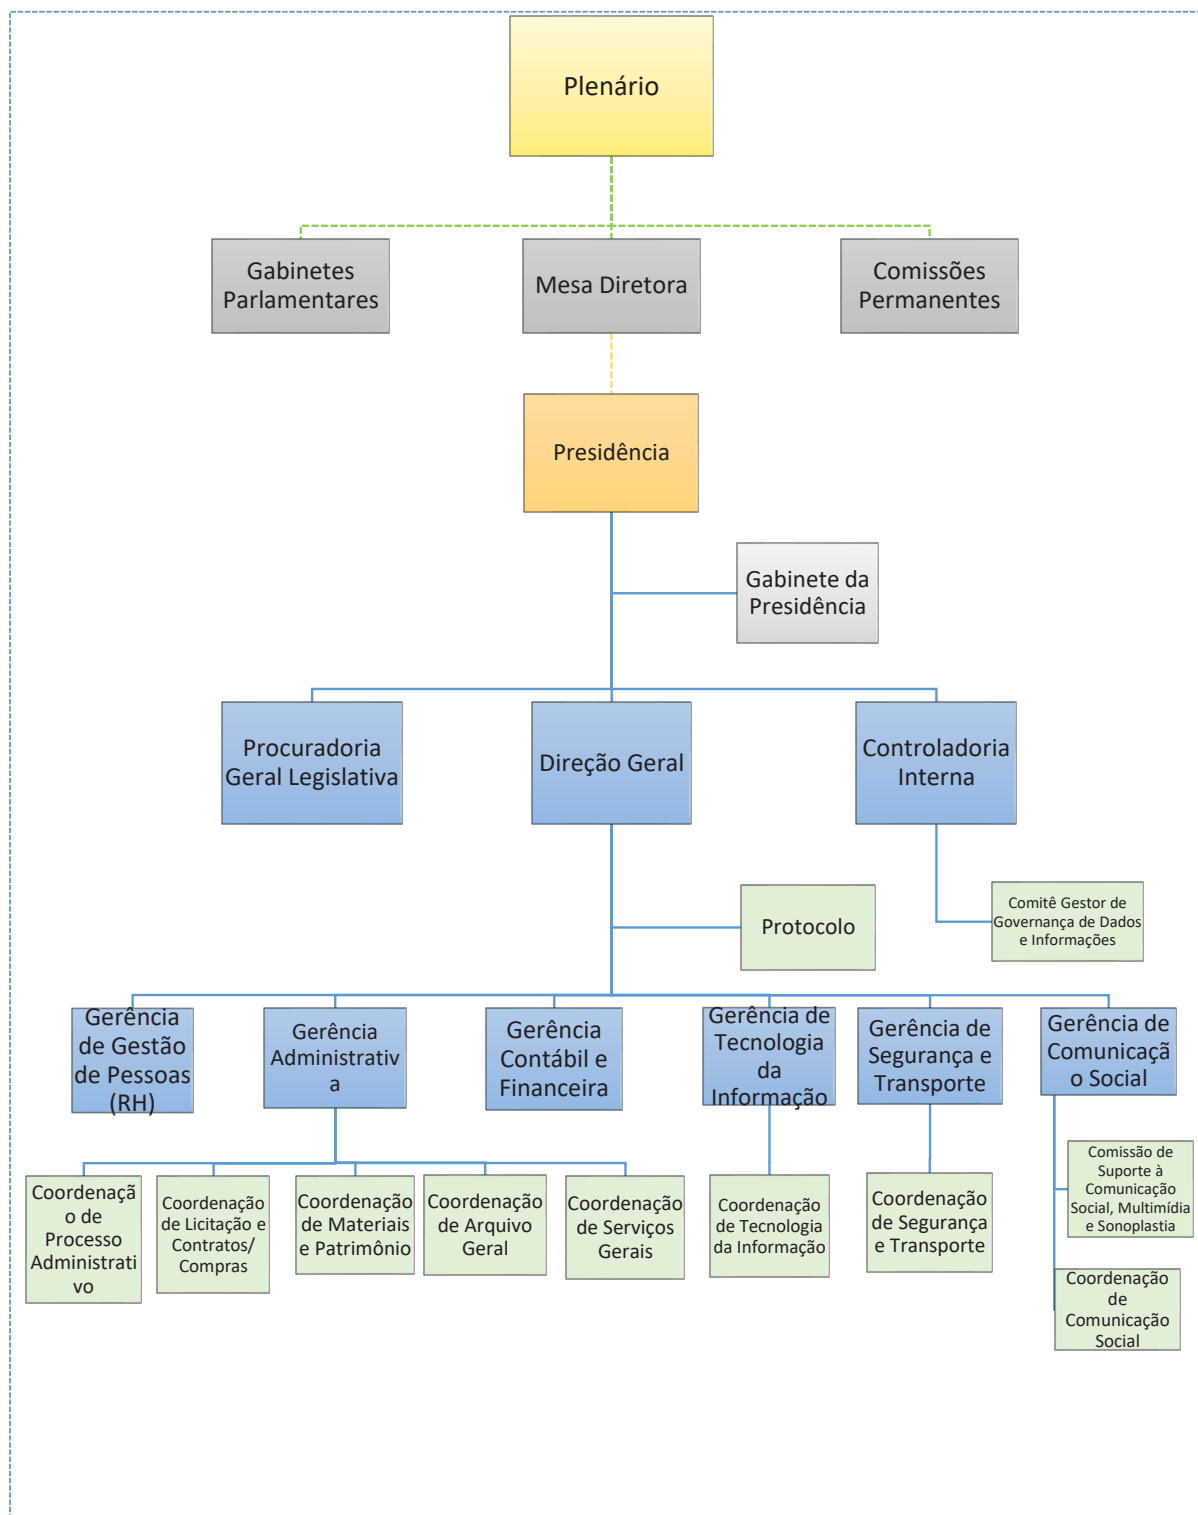 Plenário
Gabinetes
Parlamentares
Mesa Diretora
Comissões
Permanentes
Presidência
Gabinete da
Presidência
Procuradoria
Geral Legislativa
Direção Geral
Controladoria
Interna
Protocolo
Comitê Gestor de
Governança de Dados
e Informações
Gerência
de Gestão
de Pessoas
(RH)
Gerência
Administrativ
a
Gerência
Contábil e
Financeira
Gerência de
Tecnologia
da
Informação
Gerência de
Segurança e
Transporte
Gerência de
Comunicaçã
o Social
Coordenaçã
o de
Processo
Administrati
vo
Coordenação
de Licitação e
Contratos/
Compras
Coordenação
de Materiais
e Patrimônio
Coordenação
de Arquivo
Geral
Coordenação
de Serviços
Gerais
Coordenação
de Tecnologia
da Informação
Coordenação
de Segurança
e Transporte
Comissão de
Suporte à
Comunicação
Social, Multimídia
e Sonoplastia
Coordenação
de
Comunicação
Social